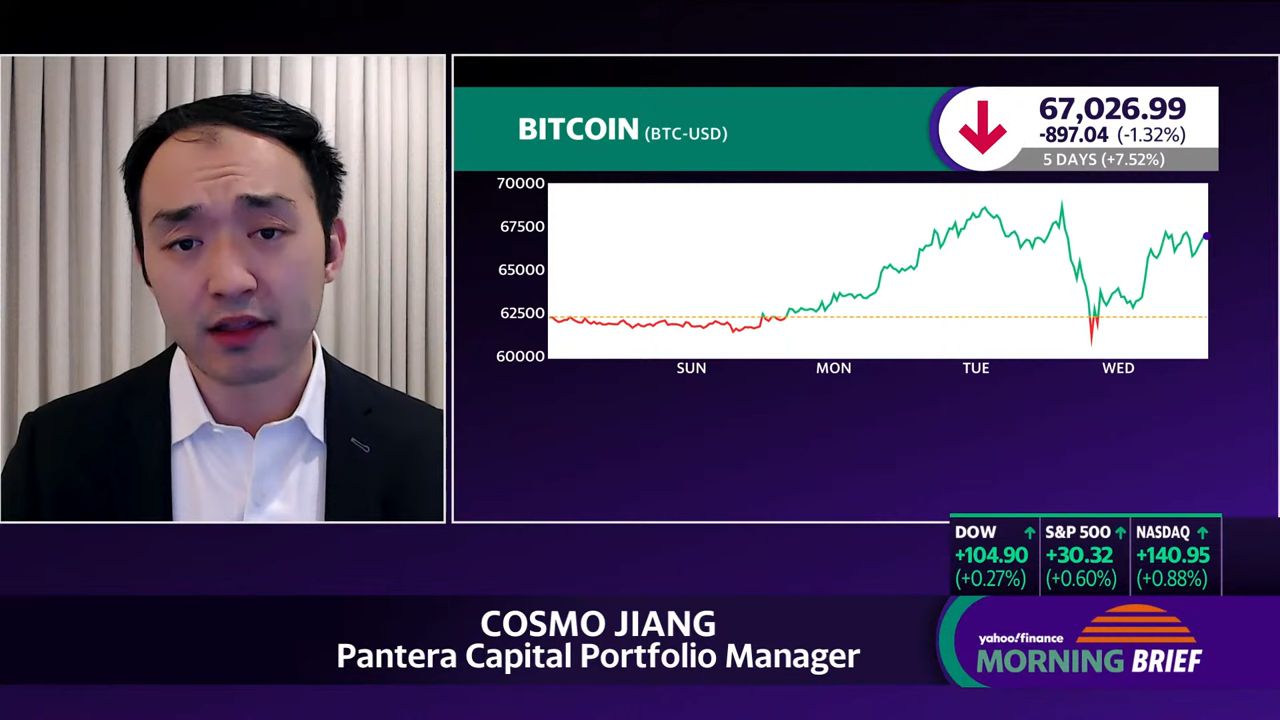 BITCOIN (BTC-USD)
67,026.99
-897.04 (-1.32%)
5 DAYS (+7.52%)
70000
67500
65000
62500
60000
SUN MON TUE WED
DOW S&P 500 NASDAQ
+104.90 +30.32 +140.95
(+0.27%) (+0.60%) (+0.88%)
COSMO JIANG
Pantera Capital Portfolio Manager
yahoo!finance
MORNING BRIEF